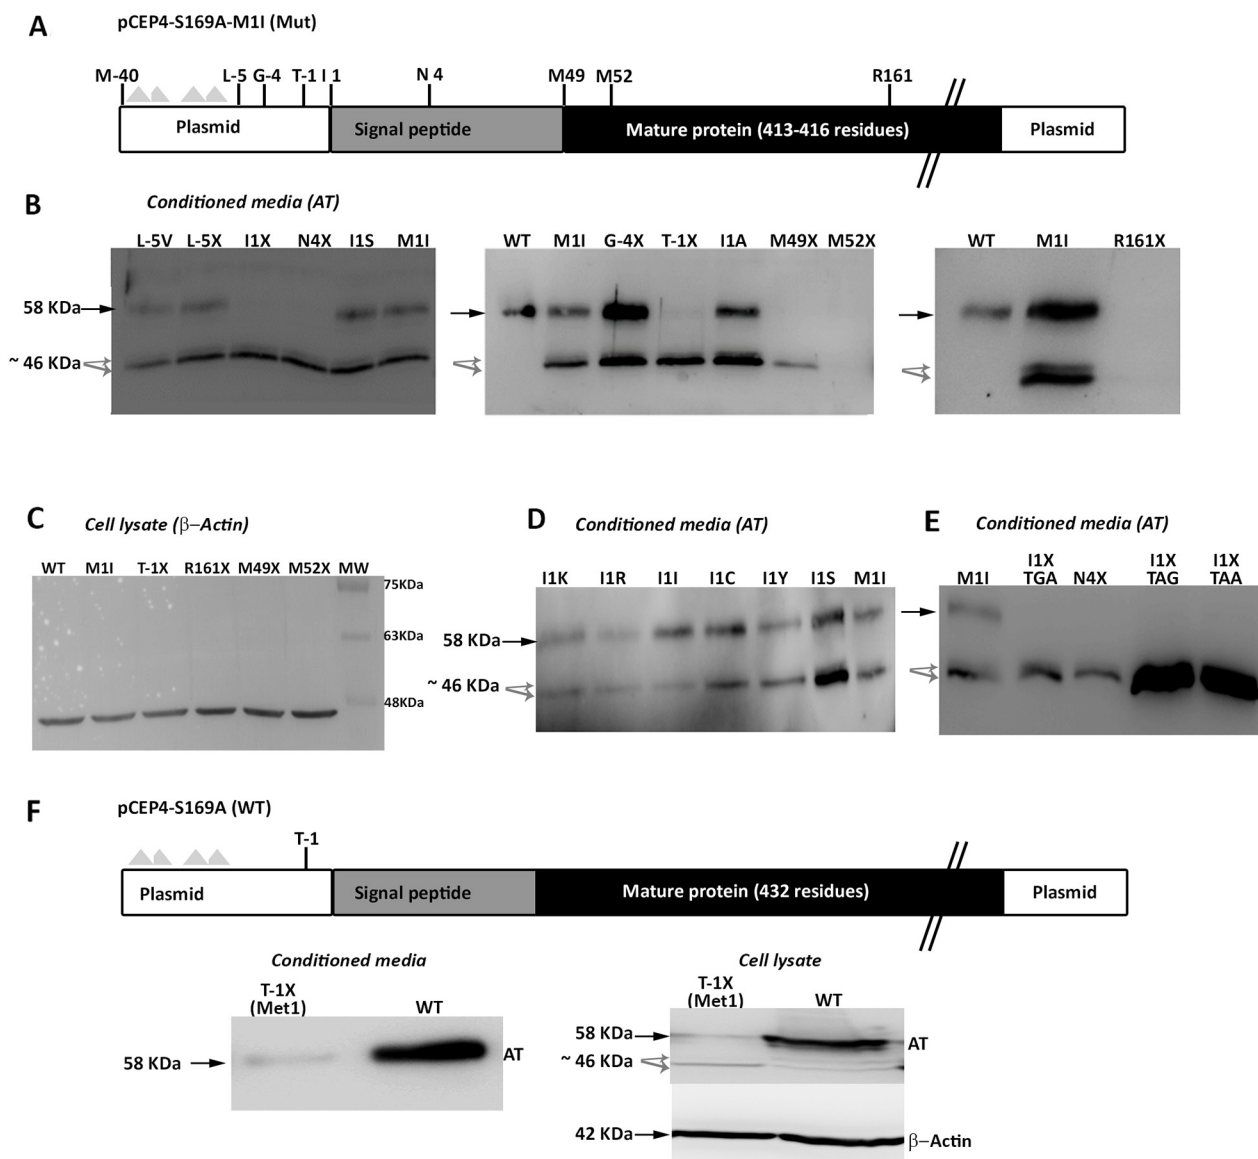 A
pCEP4-S169A-M1I (Mut)
M-40 L-5 G-4 T-1 I 1 N 4 M49 M52 R161
Plasmid Signal peptide Mature protein (413-416 residues) Plasmid
B
Conditioned media (AT)
L-5V L-5X I1X N4X I1S M1I
WT M1I G-4X T-1X I1A M49X M52X
WT M1I R161X
58 KDa
~ 46 KDa
C
Cell lysate (β-Actin)
WT M1I T-1X R161X M49X M52X MW
75KDa
63KDa
48KDa
D
Conditioned media (AT)
I1K I1R I1I I1C I1Y I1S M1I
58 KDa
~ 46 KDa
E
Conditioned media (AT)
M1I I1X TGA N4X I1X TAG I1X TAA
F
pCEP4-S169A (WT)
T-1
Plasmid Signal peptide Mature protein (432 residues) Plasmid
Conditioned media
T-1X
(Met1)
WT
58 KDa
AT
Cell lysate
T-1X
(Met1)
WT
58 KDa
AT
~ 46 KDa
42 KDa
β-Actin